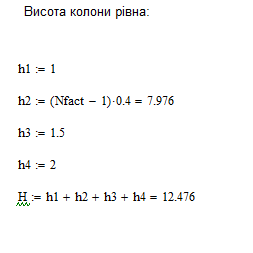 Висота колони рівна:
h1 := 1
h2 := (Nfact − 1)·0.4 = 7.976
h3 := 1.5
h4 := 2
H := h1 + h2 + h3 + h4 = 12.476